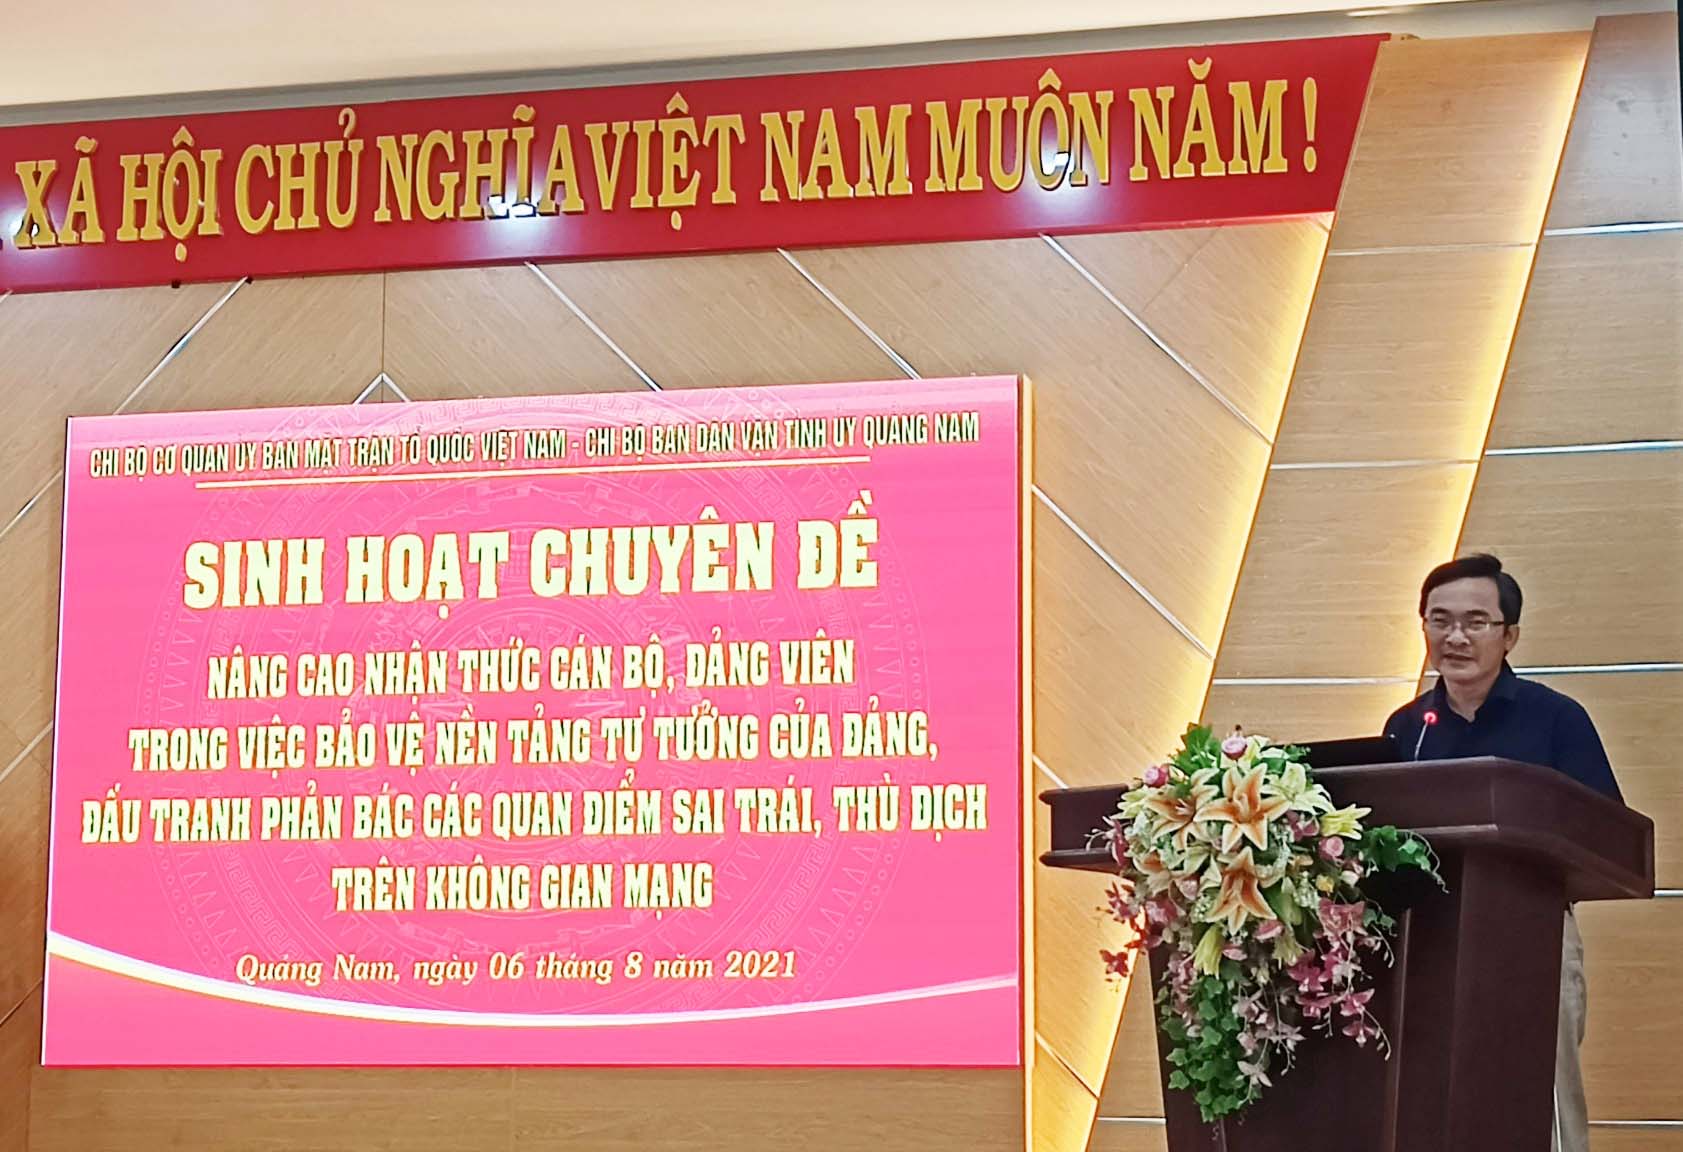 XÃ HỘI CHỦ NGHĨA VIỆT NAM MUÔN NĂM !
CHI BỘ CƠ QUAN ỦY BAN MẶT TRẬN TỔ QUỐC VIỆT NAM - CHI BỘ BAN DÂN VẬN TỈNH ỦY QUẢNG NAM
SINH HOẠT CHUYÊN ĐỀ
NÂNG CAO NHẬN THỨC CÁN BỘ, ĐẢNG VIÊN
TRONG VIỆC BẢO VỆ NỀN TẢNG TƯ TƯỞNG CỦA ĐẢNG,
ĐẤU TRANH PHẢN BÁC CÁC QUAN ĐIỂM SAI TRÁI, THÙ ĐỊCH
TRÊN KHÔNG GIAN MẠNG
Quảng Nam, ngày 06 tháng 8 năm 2021